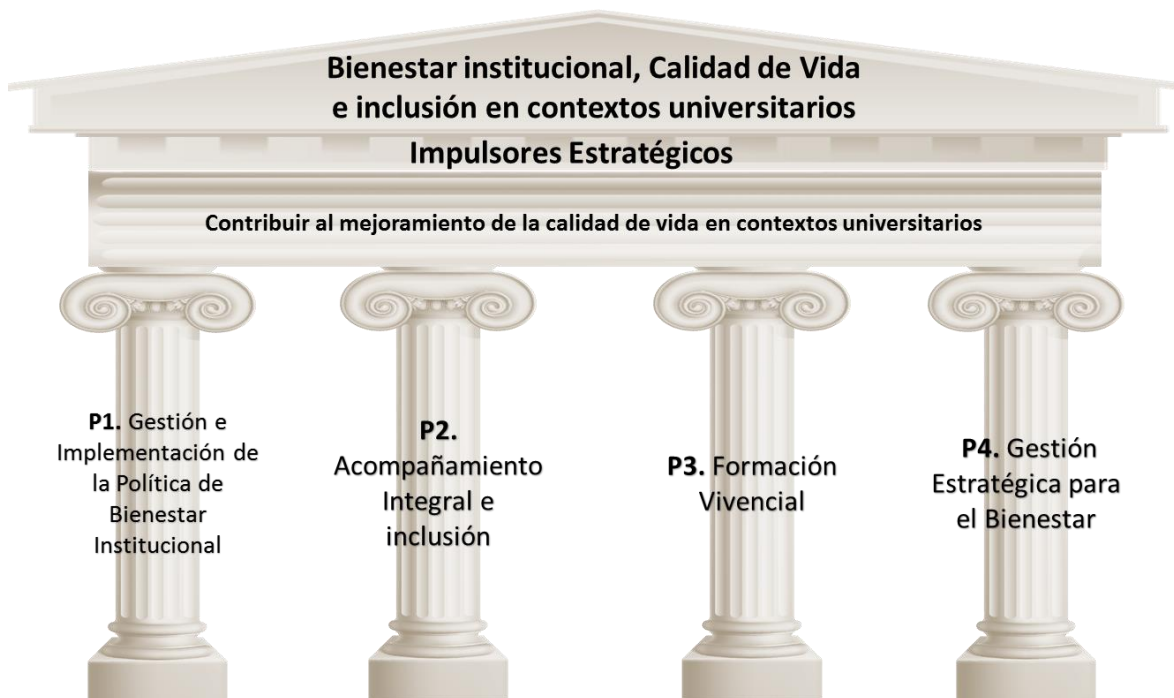 Bienestar institucional, Calidad de Vida
e inclusión en contextos universitarios
Impulsores Estratégicos
Contribuir al mejoramiento de la calidad de vida en contextos universitarios
P1. Gestión e
Implementación de
la Política de
Bienestar
Institucional
P2.
Acompañamiento
Integral e
inclusión
P3. Formación
Vivencial
P4. Gestión
Estratégica para
el Bienestar